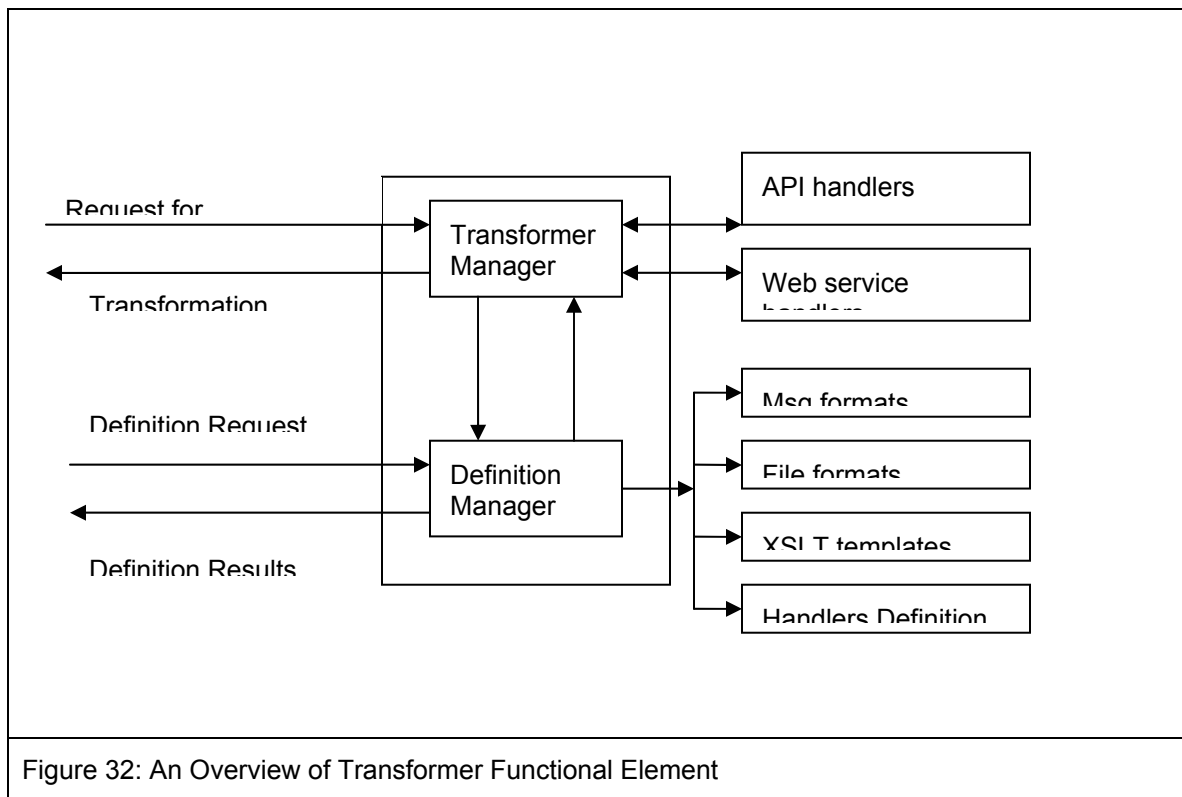 Request for
Transformation
Definition Request
Definition Results
Transformer
Manager
Definition
Manager
API handlers
Web service
handlers
Msg formats
File formats
XSLT templates
Handlers Definition
Figure 32: An Overview of Transformer Functional Element